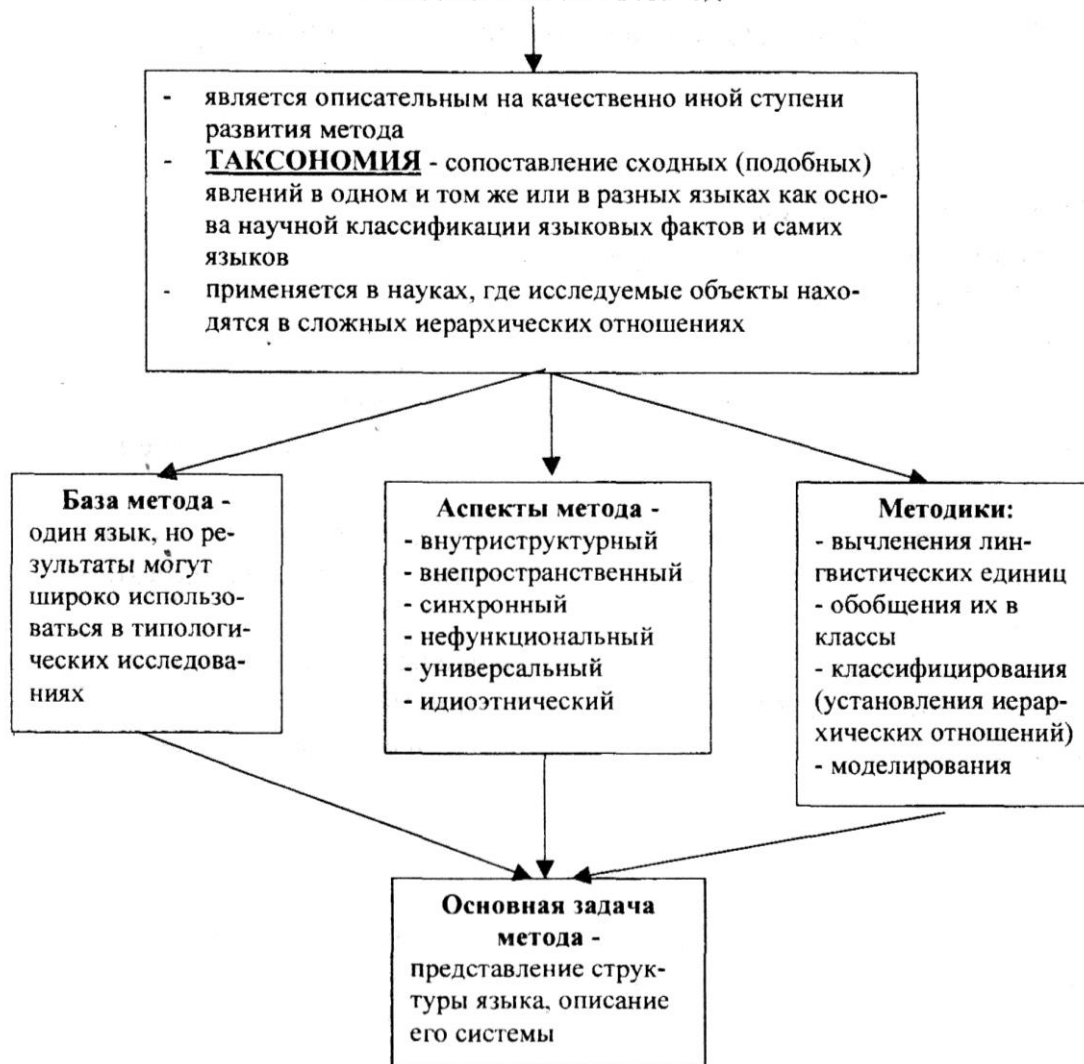 - является описательным на качественно иной ступени
развития метода
- ТАКСОНОМИЯ - сопоставление сходных (подобных)
явлений в одном и том же или в разных языках как осно-
ва научной классификации языковых фактов и самих
языков
- применяется в науках, где исследуемые объекты нахо-
дятся в сложных иерархических отношениях
База метода -
один язык, но ре-
зультаты могут
широко использо-
ваться в типологи-
ческих исследова-
ниях
Аспекты метода -
- внутриструктурный
- внепространственный
- синхронный
- нефункциональный
- универсальный
- идиоэтнический
Методики:
- вычленения лин-
гвистических единиц
- обобщения их в
классы
- классифицирования
(установления иерар-
хических отношений)
- моделирования
Основная задача
метода -
представление струк-
туры языка, описание
его системы